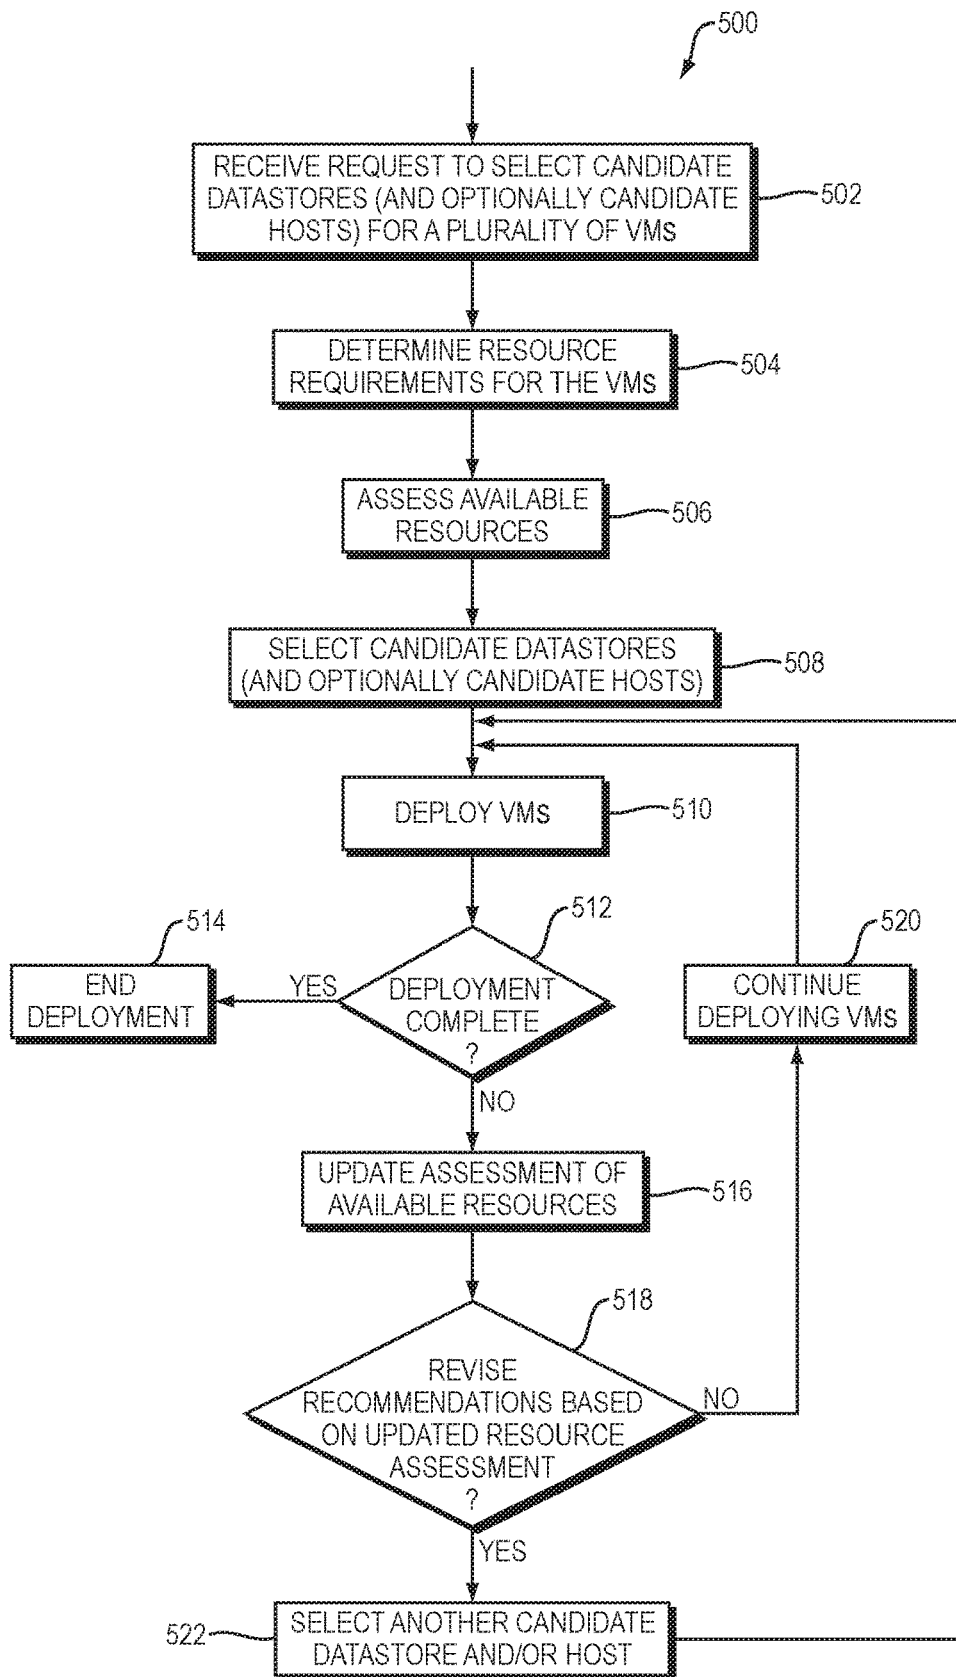 500
RECEIVE REQUEST TO SELECT CANDIDATE
DATASTORES (AND OPTIONALLY CANDIDATE
HOSTS) FOR A PLURALITY OF VMs
502
DETERMINE RESOURCE
REQUIREMENTS FOR THE VMs
504
ASSESS AVAILABLE
RESOURCES
506
SELECT CANDIDATE DATASTORES
(AND OPTIONALLY CANDIDATE HOSTS)
508
DEPLOY VMs
510
512
DEPLOYMENT
COMPLETE
?
YES
514
END
DEPLOYMENT
520
CONTINUE
DEPLOYING VMs
NO
UPDATE ASSESSMENT OF
AVAILABLE RESOURCES
516
518
REVISE
RECOMMENDATIONS BASED
ON UPDATED RESOURCE
ASSESSMENT
?
NO
YES
522
SELECT ANOTHER CANDIDATE
DATASTORE AND/OR HOST